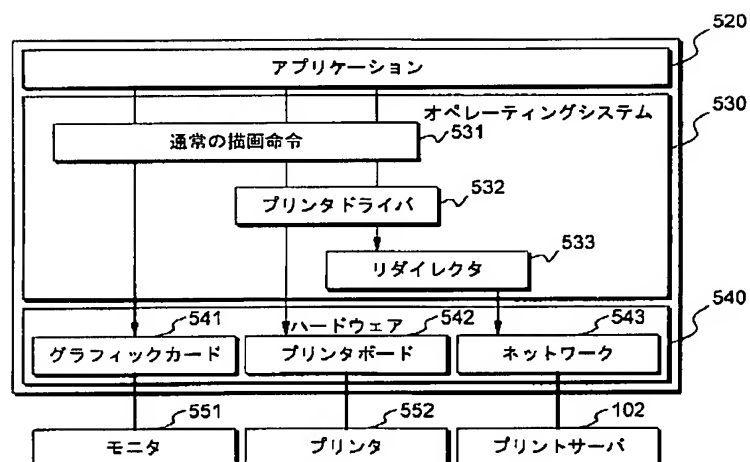 520
アプリケーション
オペレーティングシステム
530
通常の描画命令
531
プリンタドライバ
532
リダイレクタ
533
ハードウェア
540
541
542
543
グラフィックカード
プリンタボード
ネットワーク
551
552
102
モニタ
プリンタ
プリントサーバ